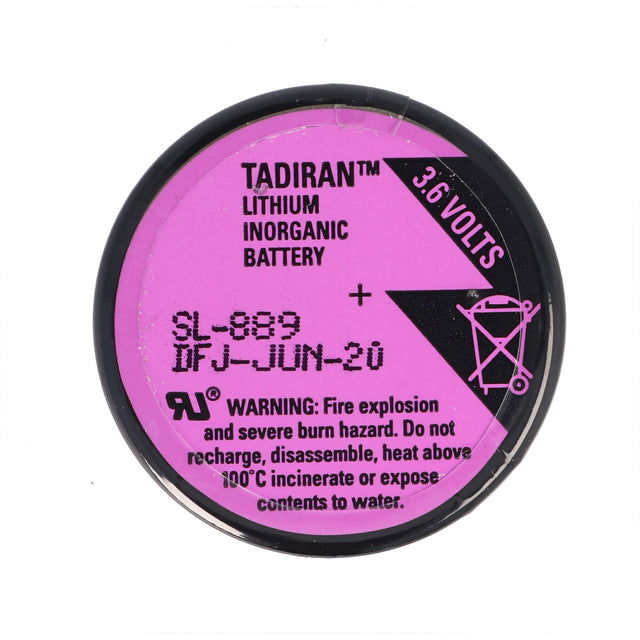 TADIRAN™
LITHIUM
INORGANIC
BATTERY
3.6 VOLTS
+
SL-889
DFJ-JUN-20
RU® WARNING: Fire explosion
and severe burn hazard. Do not
recharge, disassemble, heat above
100°C incinerate or expose
contents to water.